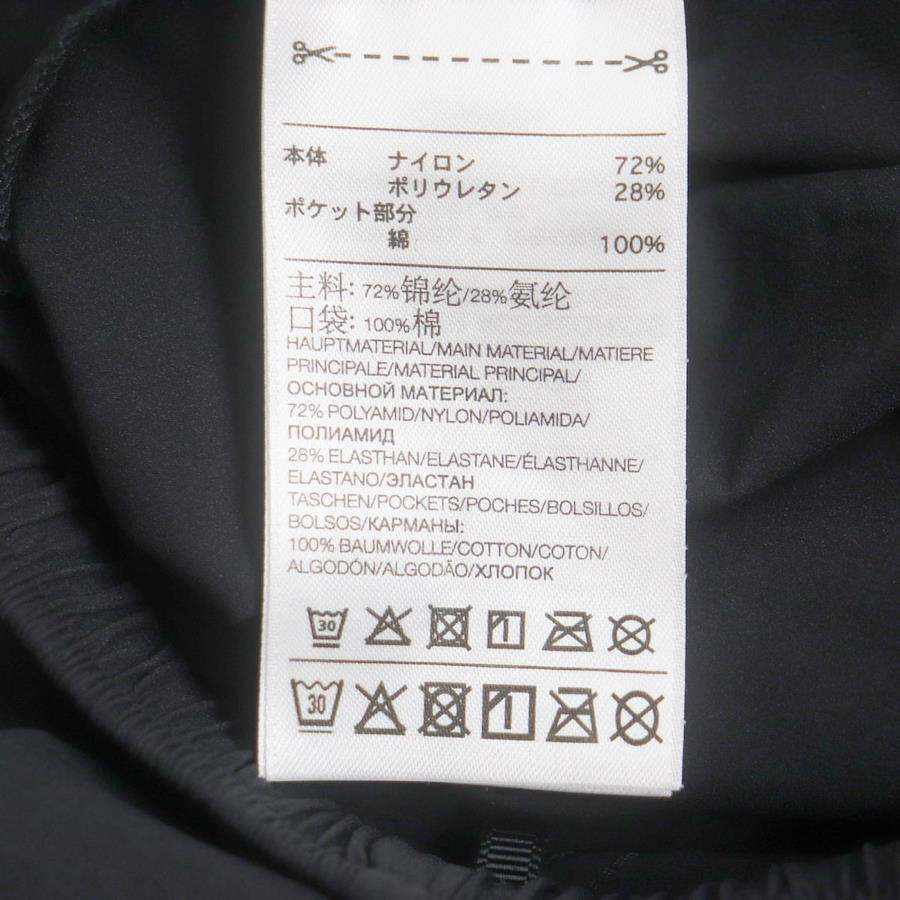 本体 ナイロン 72%
ポリウレタン 28%
ポケット部分
綿 100%
主料: 72%锦纶/28%氨纶
口袋: 100%棉
HAUPTMATERIAL/MAIN MATERIAL/MATIERE
PRINCIPALE/MATERIAL PRINCIPAL/
ОСНОВНОЙ МАТЕРИАЛ:
72% POLYAMID/NYLON/POLIAMIDA/
ПОЛИАМИД
28% ELASTHAN/ELASTANE/ÉLASTHANNE/
ELASTANO/ЭЛАСТАН
TASCHEN/POCKETS/POCHES/BOLSILLOS/
BOLSOS/КАРМАНЫ:
100% BAUMWOLLE/COTTON/COTON/
ALGODÓN/ALGODÃO/ХЛОПОК
30
30